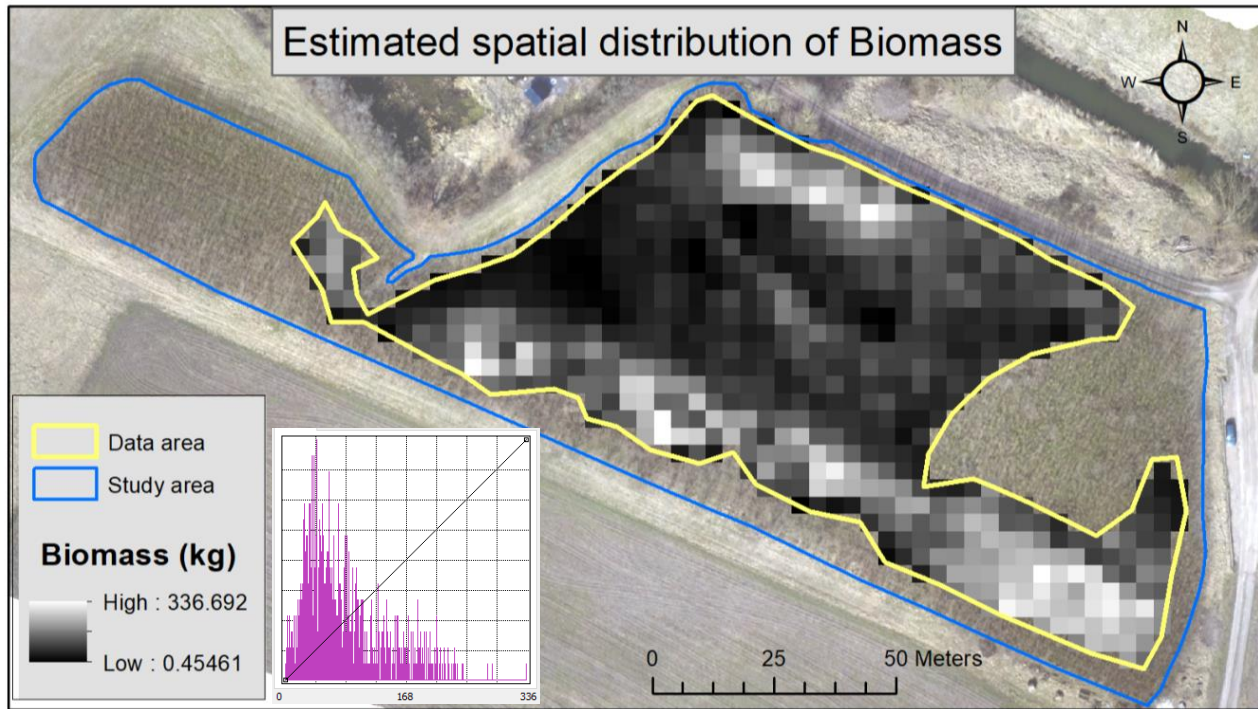 Estimated spatial distribution of Biomass
N
W
E
S
Data area
Study area
Biomass (kg)
High : 336.692
Low : 0.45461
0
168
336
0
25
50 Meters